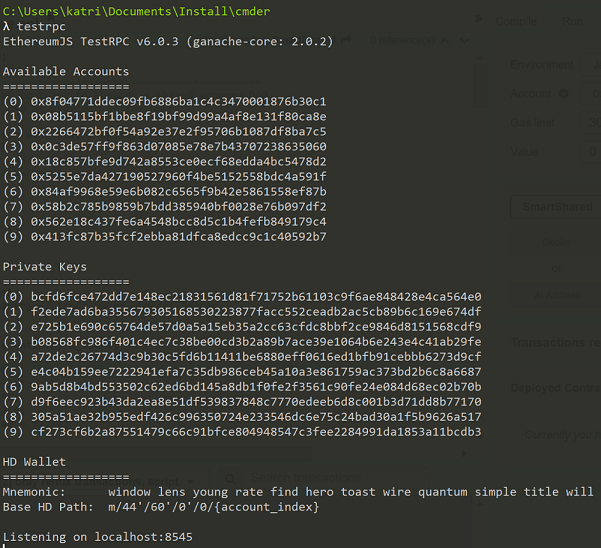 C:\Users\katri\Documents\Install\cmder
λ testrpc
EthereumJS TestRPC v6.0.3 (ganache-core: 2.0.2)
Available Accounts
==================
(0) 0x8f04771ddec09fb6886ba1c4c3470001876b30c1
(1) 0x08b5115bf1bbe8f19bf99d99a4af8e131f80ca8e
(2) 0x2266472bf0f54a92e37e2f95706b1087df8ba7c5
(3) 0x0c3de57ff9f863d07085e78e7b43707238635060
(4) 0x18c857bfe9d742a8553ce0ecf68edda4bc5478d2
(5) 0x5255e7da427190527960f4be5152558bdc4a591f
(6) 0x84af9968e59e6b082c6565f9b42e5861558ef87b
(7) 0x58b2c785b9859b7bdd385940bf0028e76b097df2
(8) 0x562e18c437fe6a4548bcc8d5c1b4fefb849179c4
(9) 0x413fc87b35fcf2ebba81dfca8edcc9c1c40592b7
Private Keys
==================
(0) bcfd6fce472dd7e148ec21831561d81f71752b61103c9f6ae848428e4ca564e0
(1) f2ede7ad6ba355679305168530223877facc552ceadb2ac5cb89b6c169e674df
(2) e725b1e690c65764de57d0a5a15eb35a2cc63cfdc8bbf2ce9846d8151568cdf9
(3) b08568fc986f401c4ec7c38be00cd3b2a89b7ace39e1064b6e243e4c41ab29fe
(4) a72de2c26774d3c9b30c5fd6b11411be6880eff0616ed1bfb91cebbb6273d9cf
(5) e4c04b159ee7222941efa7c35db986ceb45a10a3e861759ac373bd2b6c8a6687
(6) 9ab5d8b4bd553502c62ed6bd145a8db1f0fe2f3561c90fe24e084d68ec02b70b
(7) d9f6eec923b43da2ea8e51df539837848c7770edeeb6d8c001b3d71dd8b77170
(8) 305a51ae32b955edf426c996350724e233546dc6e75c24bad30a1f5b9626a517
(9) cf273cf6b2a87551479c66c91bfce804948547c3fee2284991da1853a11bcdb3
HD Wallet
==================
Mnemonic: window lens young rate find hero toast wire quantum simple title will
Base HD Path: m/44'/60'/0'/0/{account_index}
Listening on localhost:8545